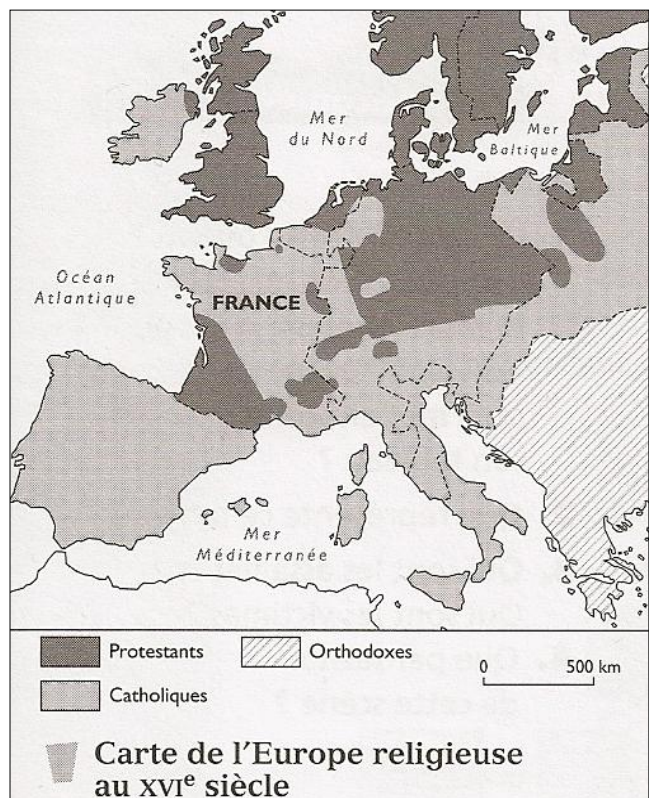 Mer
du Nord
Mer
Baltique
Océan
Atlantique
FRANCE
Mer
Méditerranée
Protestants
Orthodoxes
0 500 km
Catholiques
Carte de l'Europe religieuse
au XVIe siècle